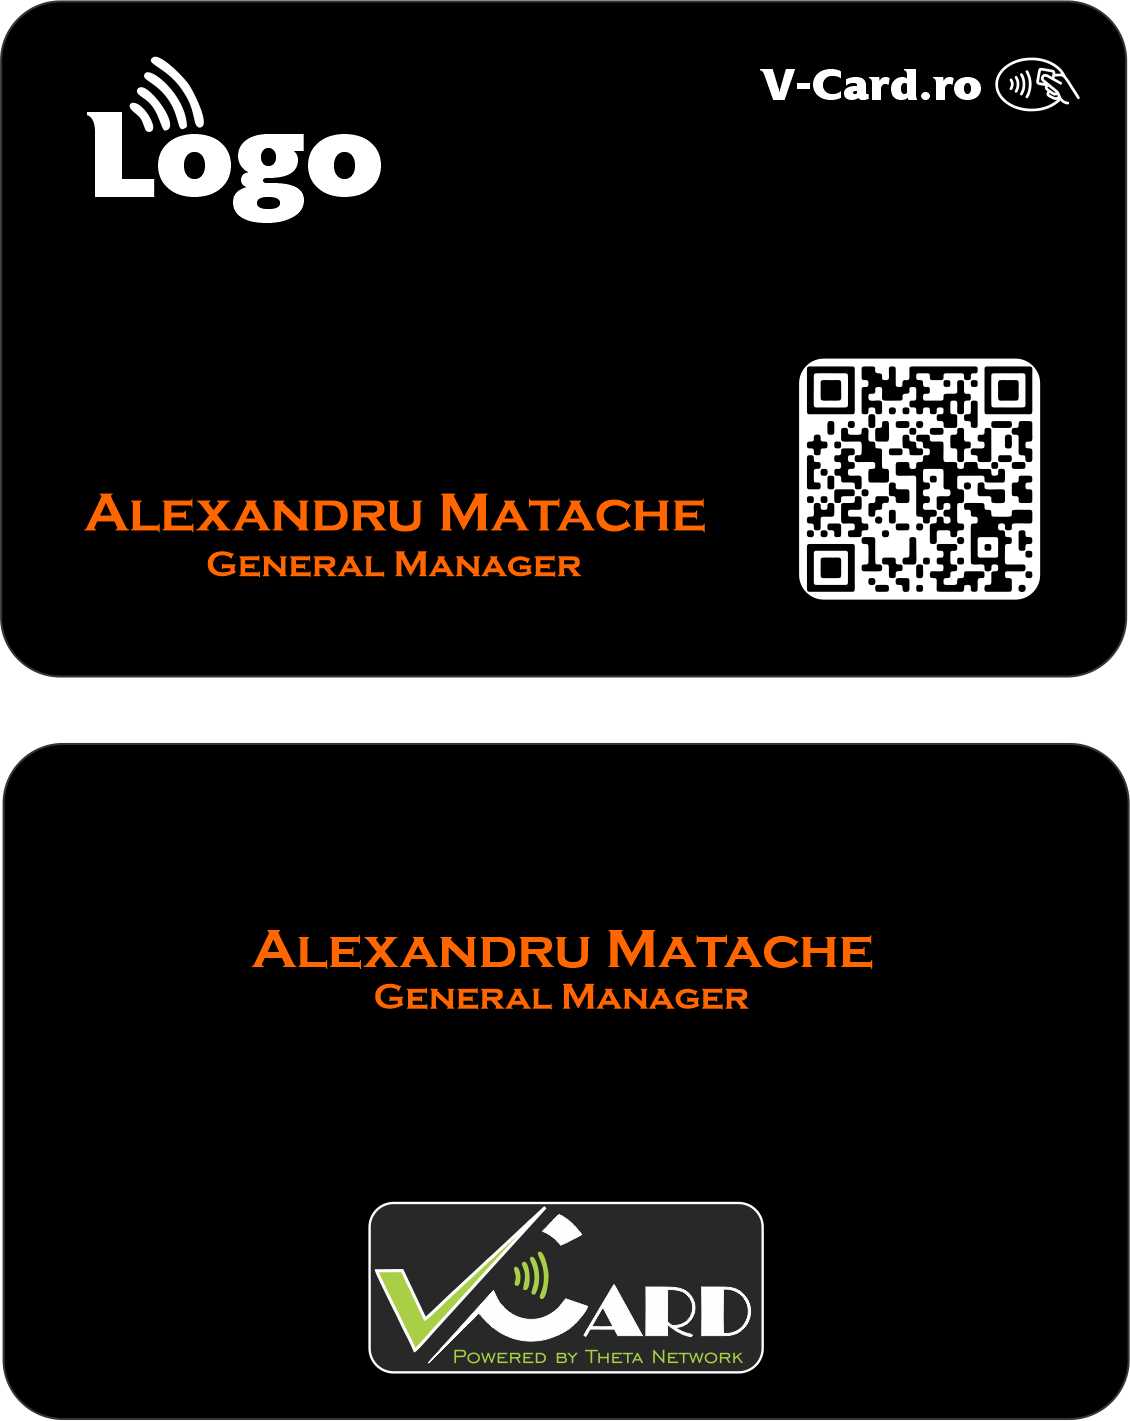 Logo
V-Card.ro
Alexandru Matache
General Manager
Alexandru Matache
General Manager
VCard
Powered by Theta Network